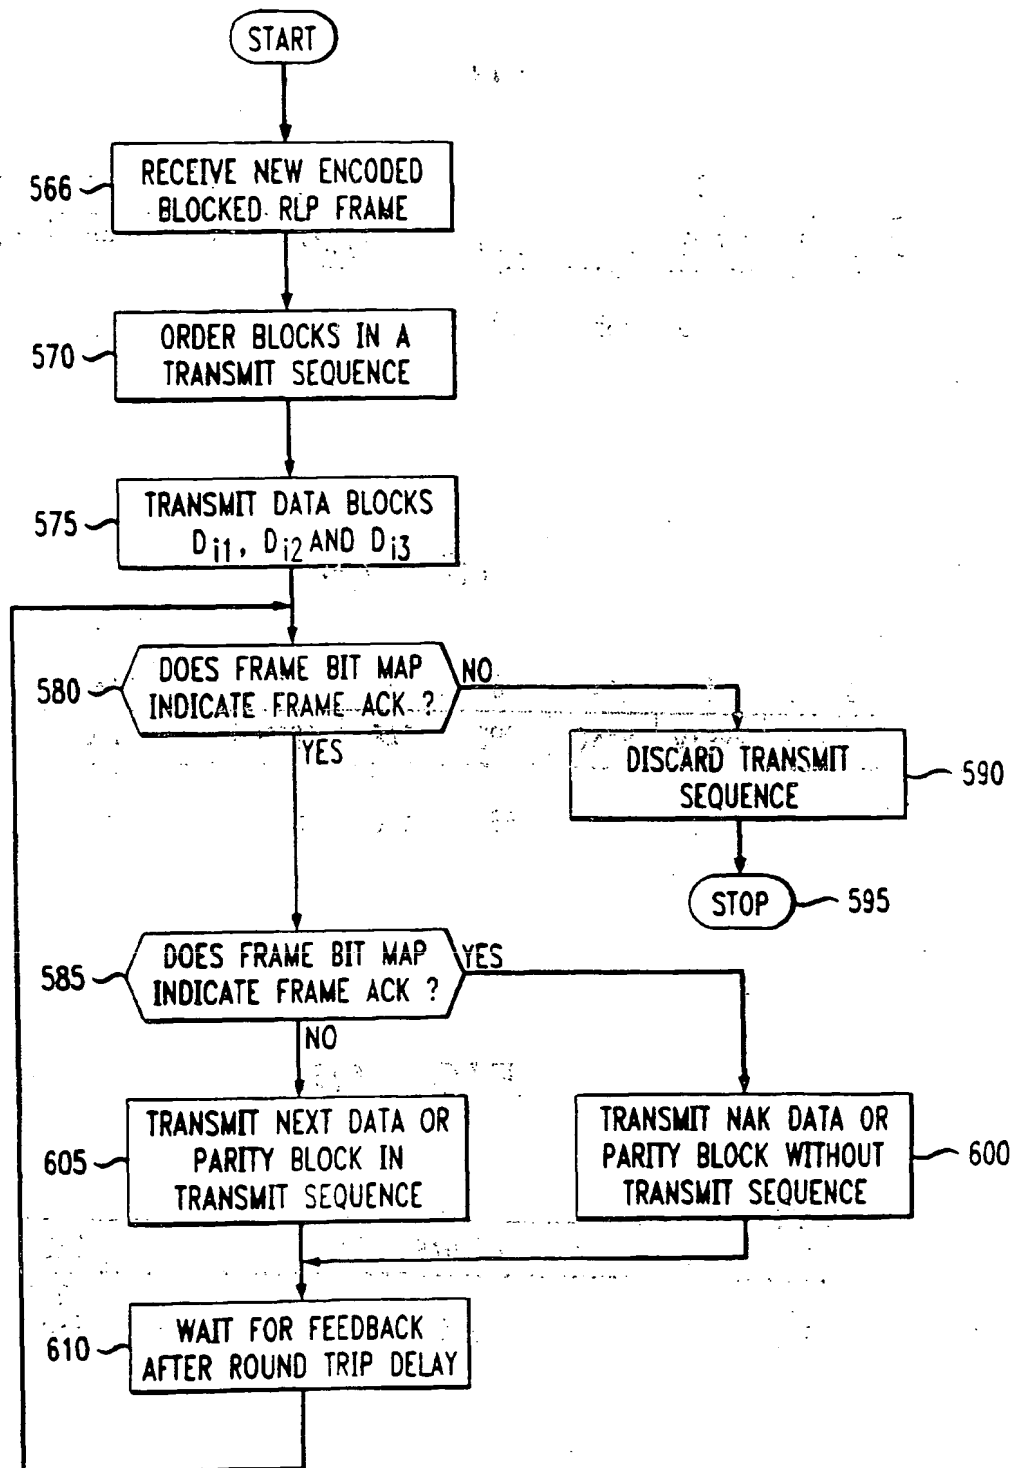 START
566
RECEIVE NEW ENCODED
BLOCKED RLP FRAME
570
ORDER BLOCKS IN A
TRANSMIT SEQUENCE
575
TRANSMIT DATA BLOCKS
Di1, Di2 AND Di3
580
DOES FRAME BIT MAP
INDICATE FRAME ACK ?
NO
YES
DISCARD TRANSMIT
SEQUENCE
590
STOP
595
585
DOES FRAME BIT MAP
INDICATE FRAME ACK ?
YES
NO
605
TRANSMIT NEXT DATA OR
PARITY BLOCK IN
TRANSMIT SEQUENCE
TRANSMIT NAK DATA OR
PARITY BLOCK WITHOUT
TRANSMIT SEQUENCE
600
610
WAIT FOR FEEDBACK
AFTER ROUND TRIP DELAY